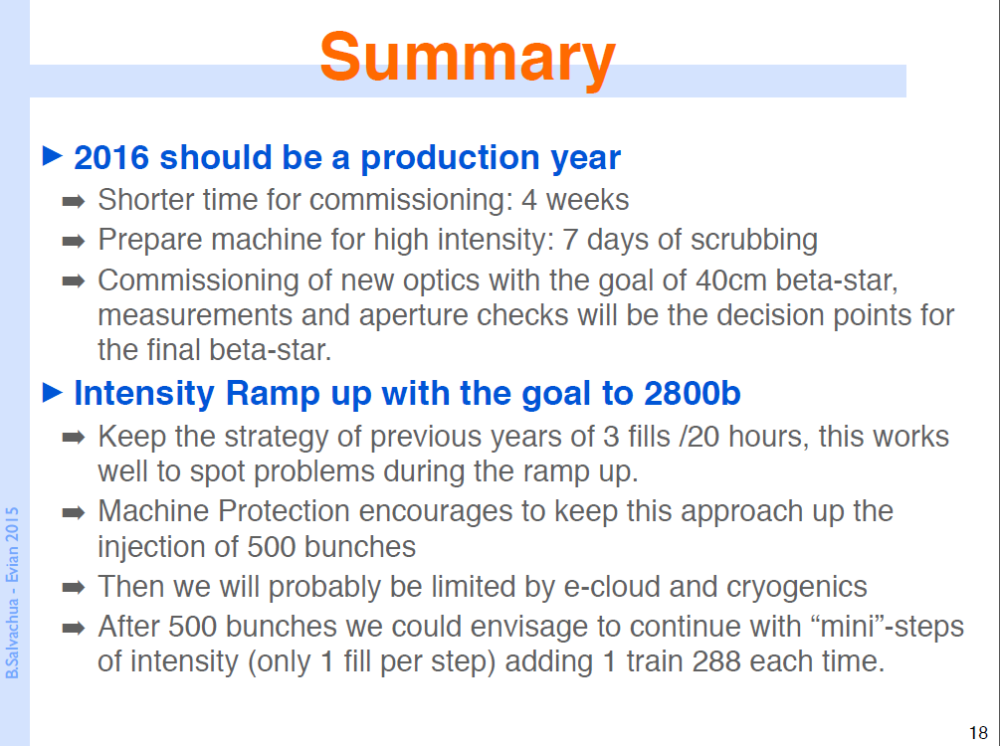 Summary
► 2016 should be a production year
➡ Shorter time for commissioning: 4 weeks
➡ Prepare machine for high intensity: 7 days of scrubbing
➡ Commissioning of new optics with the goal of 40cm beta-star,
measurements and aperture checks will be the decision points for
the final beta-star.
► Intensity Ramp up with the goal to 2800b
➡ Keep the strategy of previous years of 3 fills /20 hours, this works
well to spot problems during the ramp up.
➡ Machine Protection encourages to keep this approach up the
injection of 500 bunches
➡ Then we will probably be limited by e-cloud and cryogenics
➡ After 500 bunches we could envisage to continue with “mini”-steps
of intensity (only 1 fill per step) adding 1 train 288 each time.
B.Salvachua - Evian 2015
18